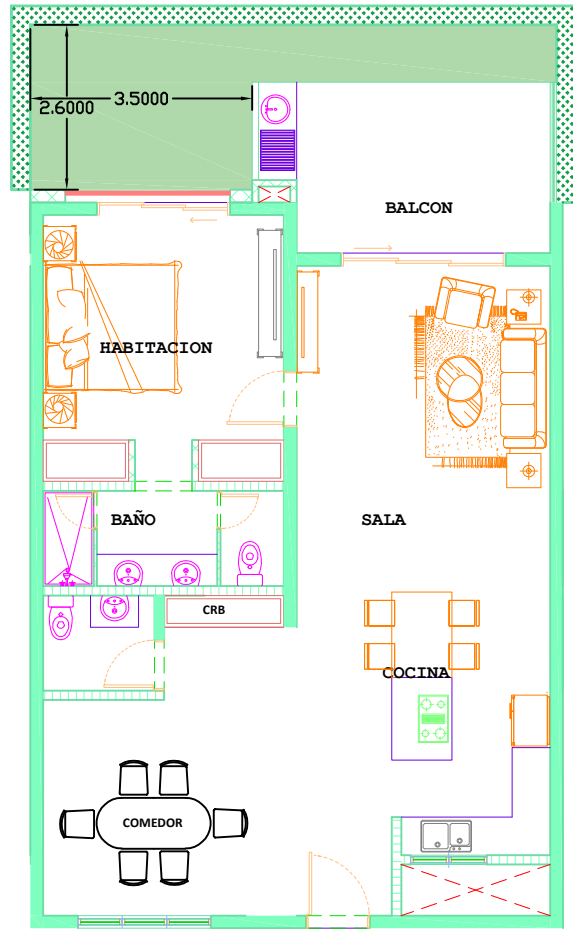 3.5000
2.6000
BALCON
HABITACION
BAÑO
SALA
CRB
COCINA
COMEDOR